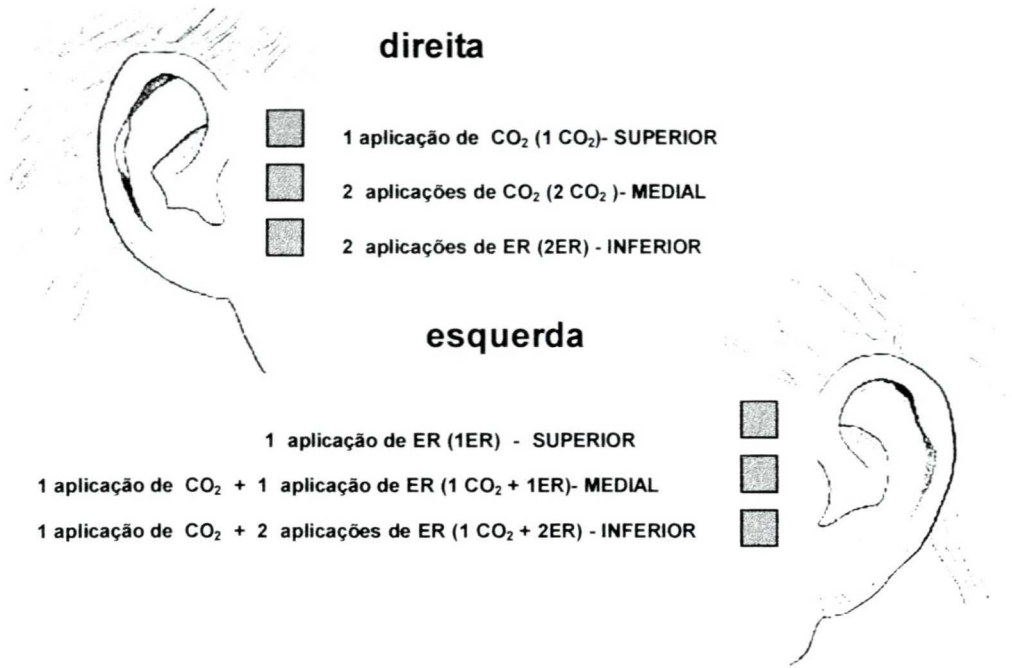 direita
1 aplicação de CO₂ (1 CO₂)- SUPERIOR
2 aplicações de CO₂ (2 CO₂ )- MEDIAL
2 aplicações de ER (2ER) - INFERIOR
esquerda
1 aplicação de ER (1ER) - SUPERIOR
1 aplicação de CO₂ + 1 aplicação de ER (1 CO₂ + 1ER)- MEDIAL
1 aplicação de CO₂ + 2 aplicações de ER (1 CO₂ + 2ER) - INFERIOR